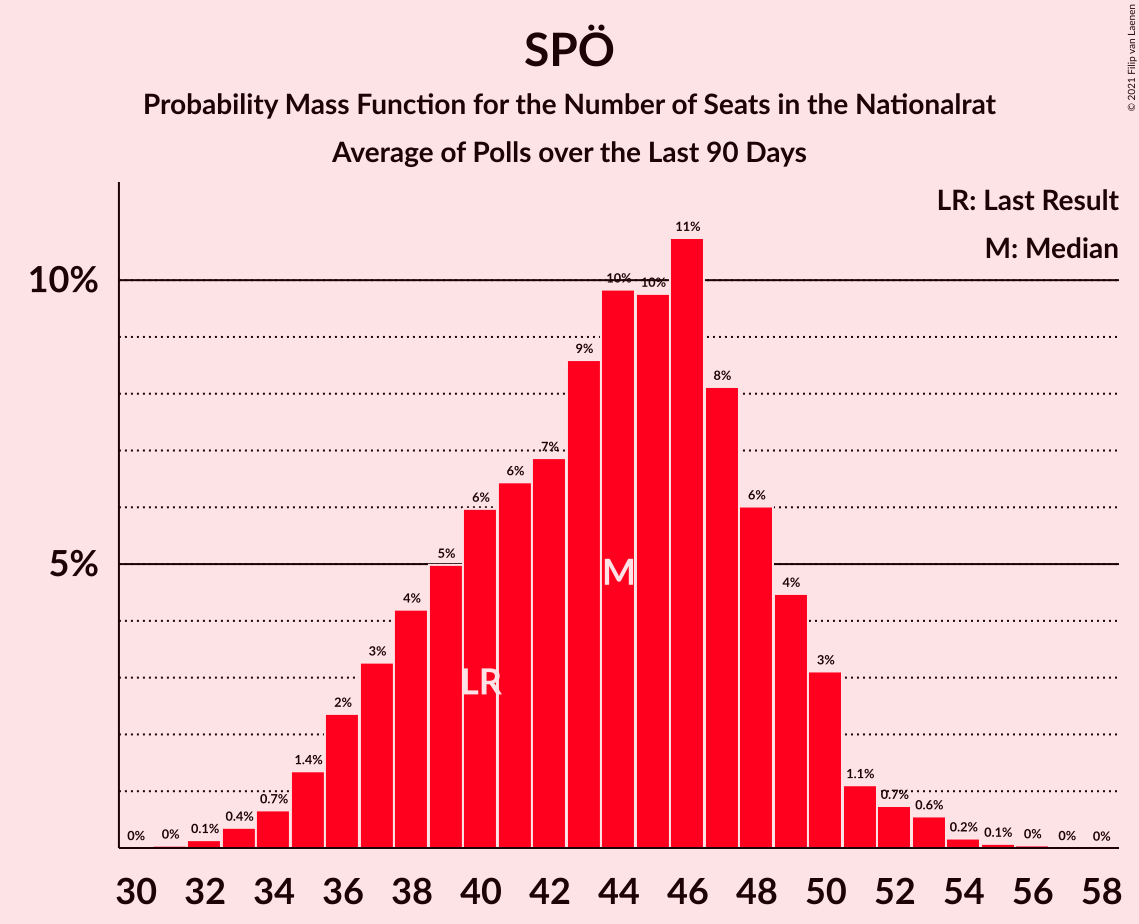 SPÖ
Probability Mass Function for the Number of Seats in the Nationalrat
Average of Polls over the Last 90 Days
© 2021 Filip van Laenen
LR: Last Result
M: Median
10%
5%
0% 0% 0.1% 0.4% 0.7% 1.4% 2% 3% 4% 5% 6% 6% 7% 9% 10% 10% 11% 8% 6% 4% 3% 1.1% 0.7% 0.6% 0.2% 0.1% 0% 0% 0%
M
LR
30 32 34 36 38 40 42 44 46 48 50 52 54 56 58